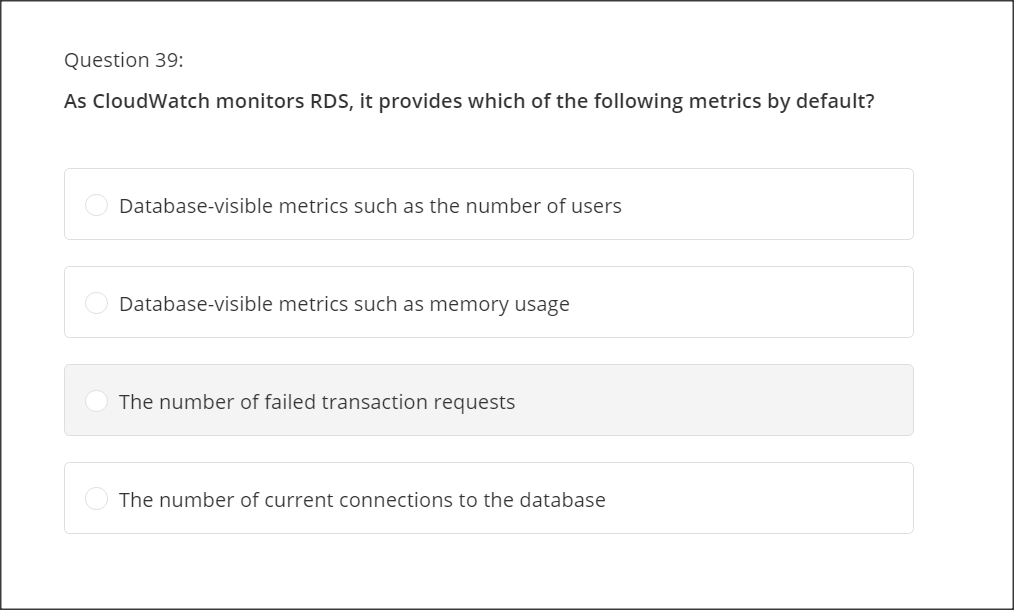 Question 39:
As CloudWatch monitors RDS, it provides which of the following metrics by default?
Database-visible metrics such as the number of users
Database-visible metrics such as memory usage
The number of failed transaction requests
The number of current connections to the database